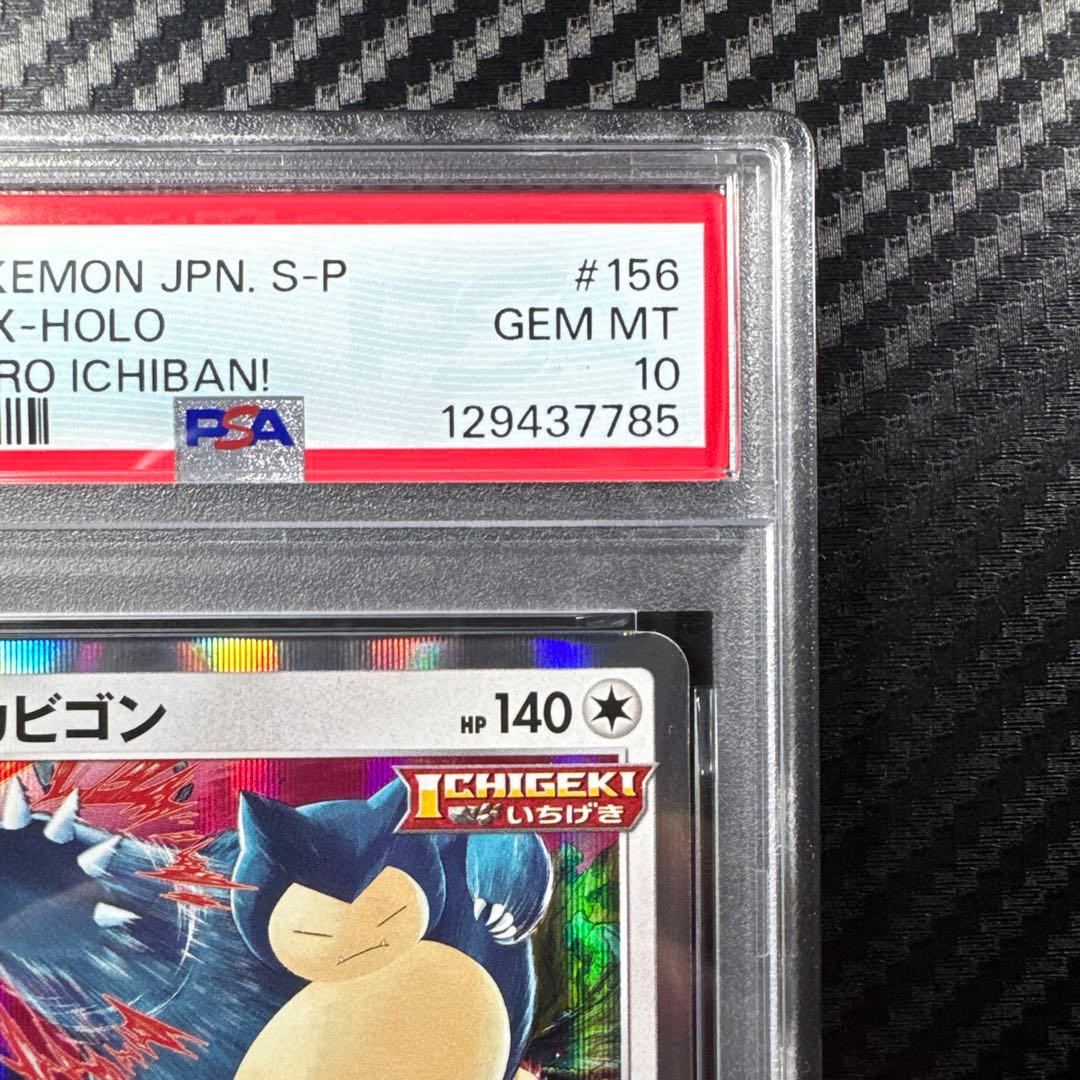 KEMON JPN. S-P #156
X-HOLO GEM MT
RO ICHIBAN! 10
PSA 129437785
カビゴン HP 140
ICHIGEKI
いちげき